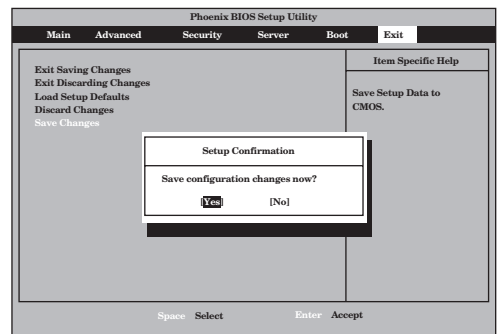 Phoenix BIOS Setup Utility
Main Advanced Security Server Boot Exit
Exit Saving Changes
Exit Discarding Changes
Load Setup Defaults
Discard Changes
Save Changes
Item Specific Help
Save Setup Data to
CMOS.
Setup Confirmation
Save configuration changes now?
[Yes] [No]
Space Select Enter Accept